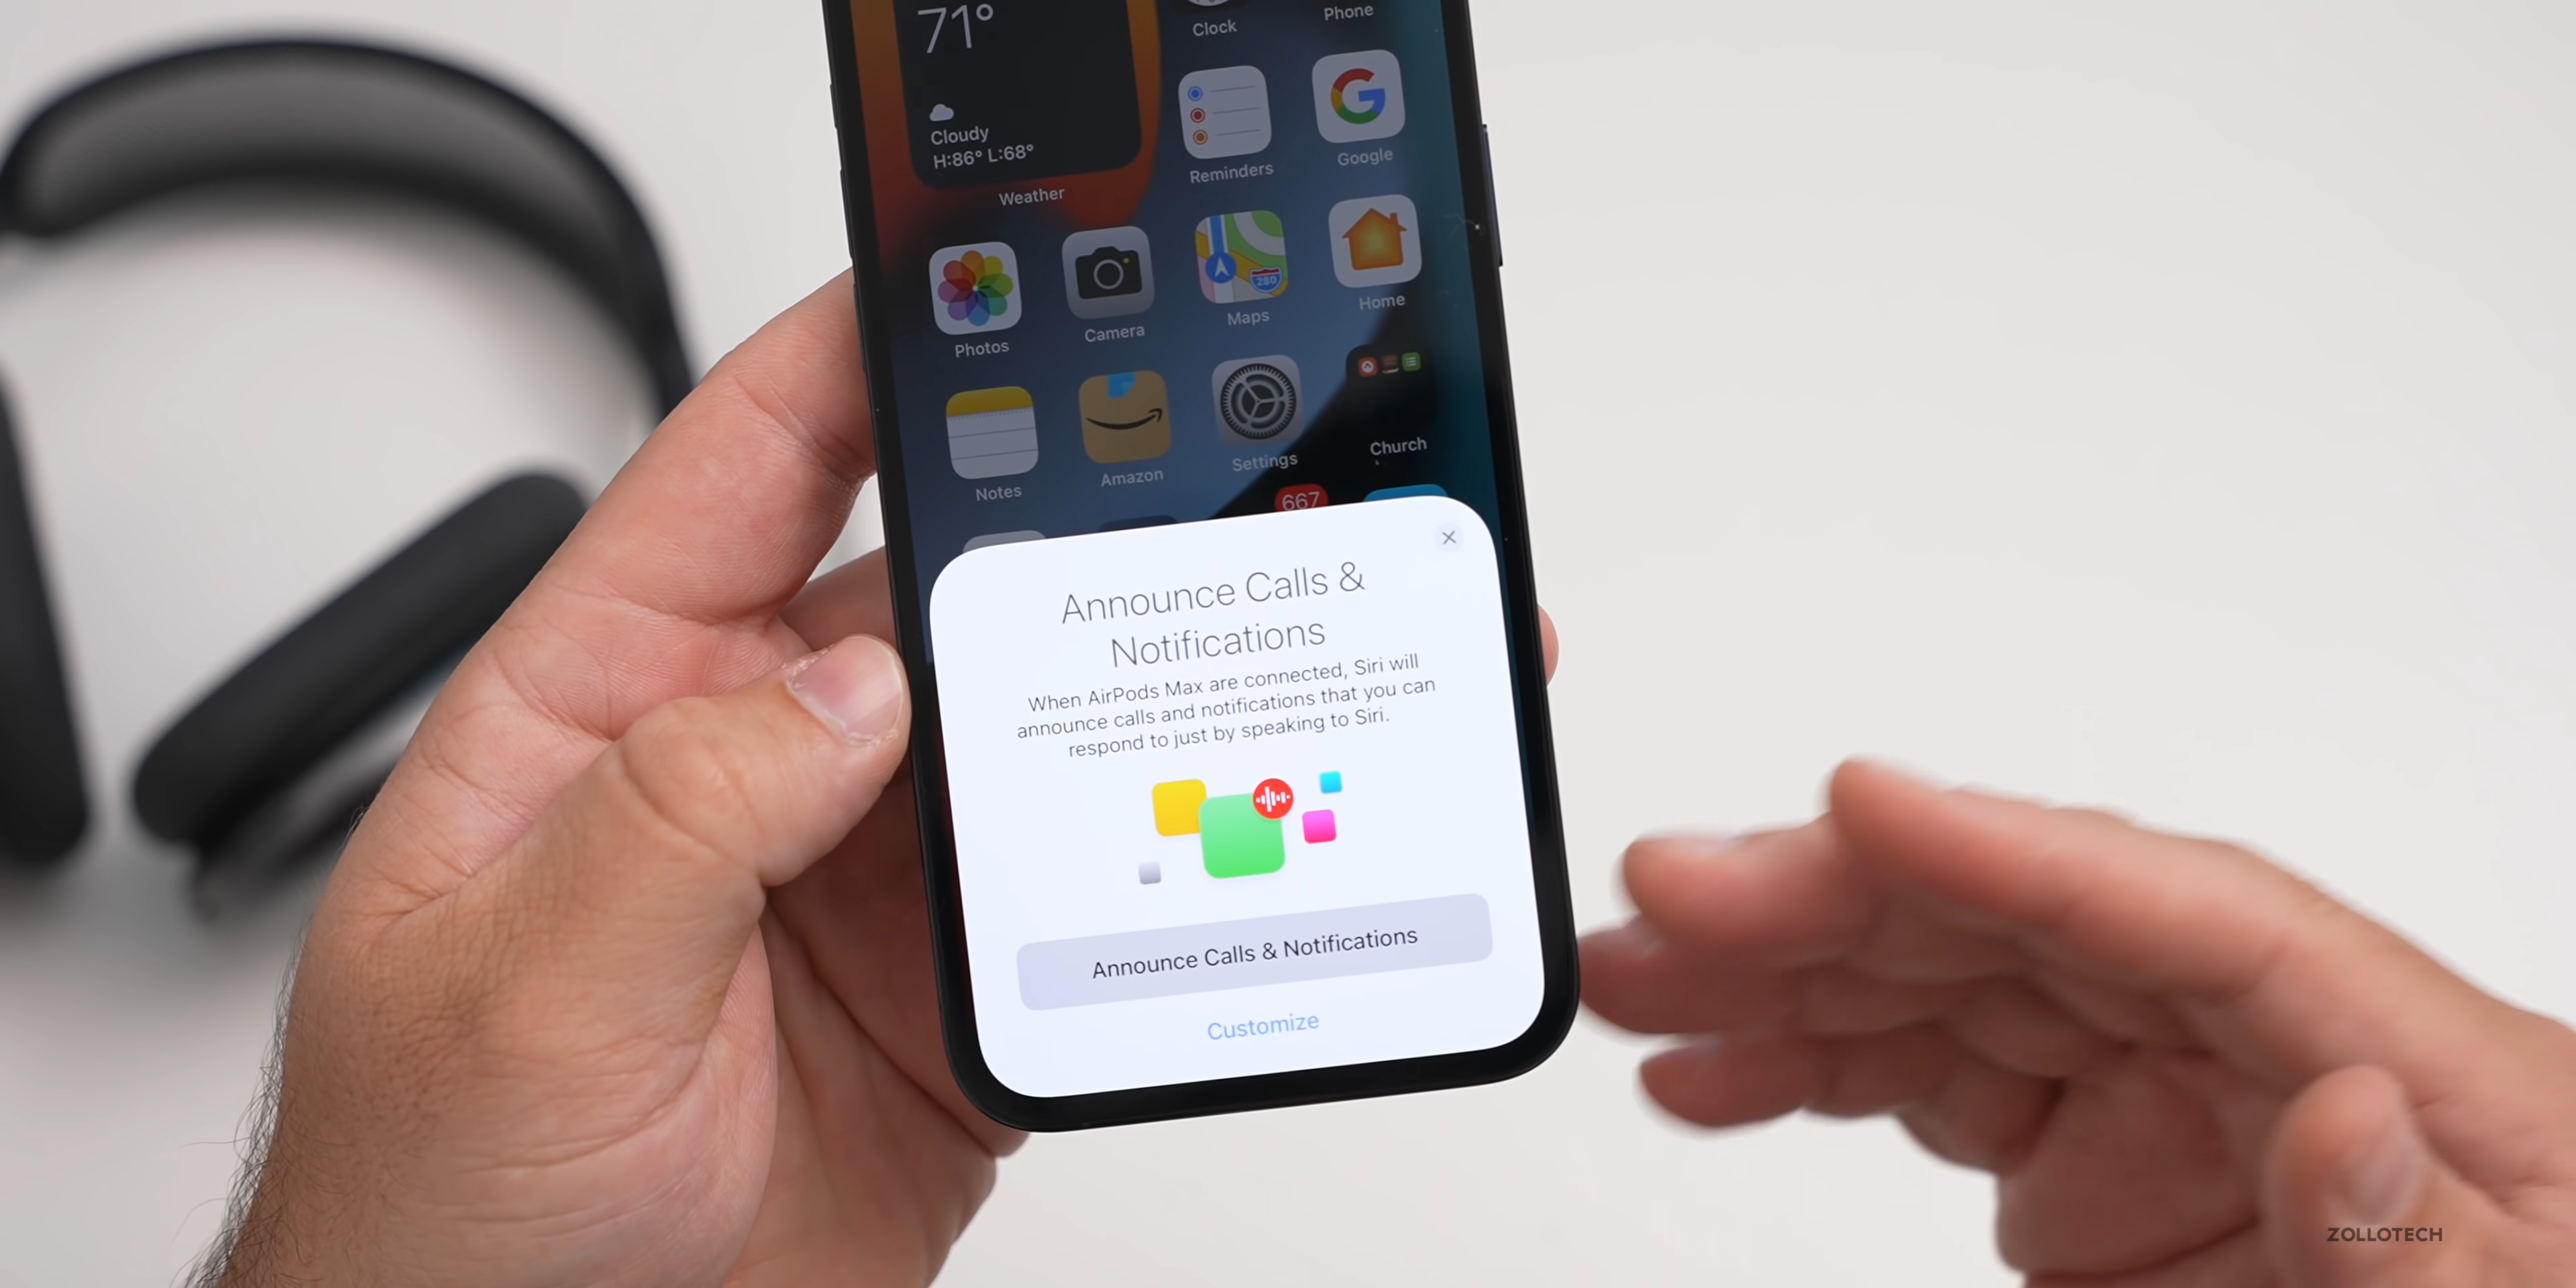 71°
Cloudy
H:86° L:68°
Weather
Clock
Phone
Reminders
Google
Photos
Camera
Maps
280
Home
Notes
Amazon
Settings
Church
667
Announce Calls &
Notifications
When AirPods Max are connected, Siri will
announce calls and notifications that you can
respond to just by speaking to Siri.
Announce Calls & Notifications
Customize
ZOLLOTECH